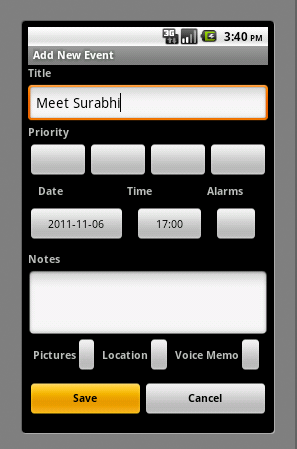 3G 3:40 PM
Add New Event
Title
Meet Surabhi
Priority
Date Time Alarms
2011-11-06 17:00
Notes
Pictures Location Voice Memo
Save Cancel